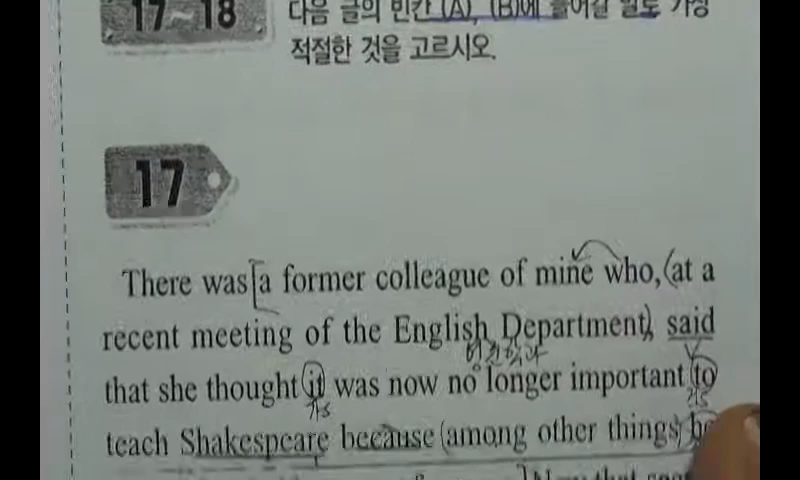 17~18 다음 글의 빈칸 (A), (B)에 들어갈 말로 가장
적절한 것을 고르시오.
17
There was a former colleague of mine who, at a
recent meeting of the English Department, said
that she thought it was now no longer important to
teach Shakespeare because among other things